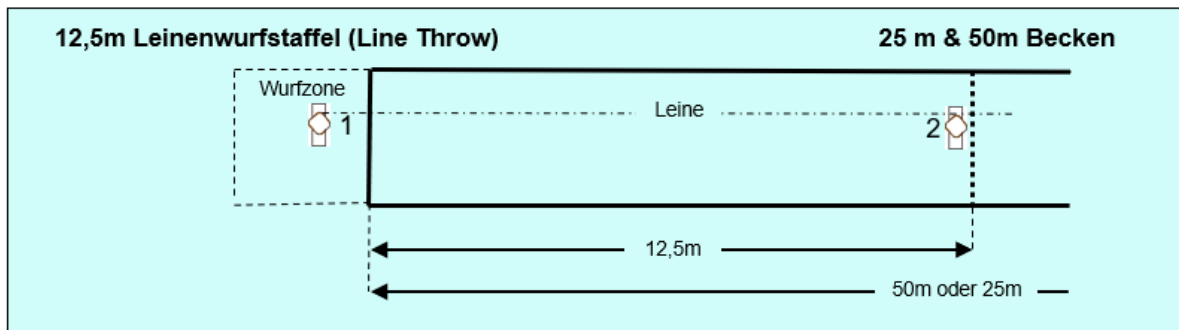 12,5m Leinenwurfstaffel (Line Throw)
25 m & 50m Becken
Wurfzone
Leine
1
2
12,5m
50m oder 25m